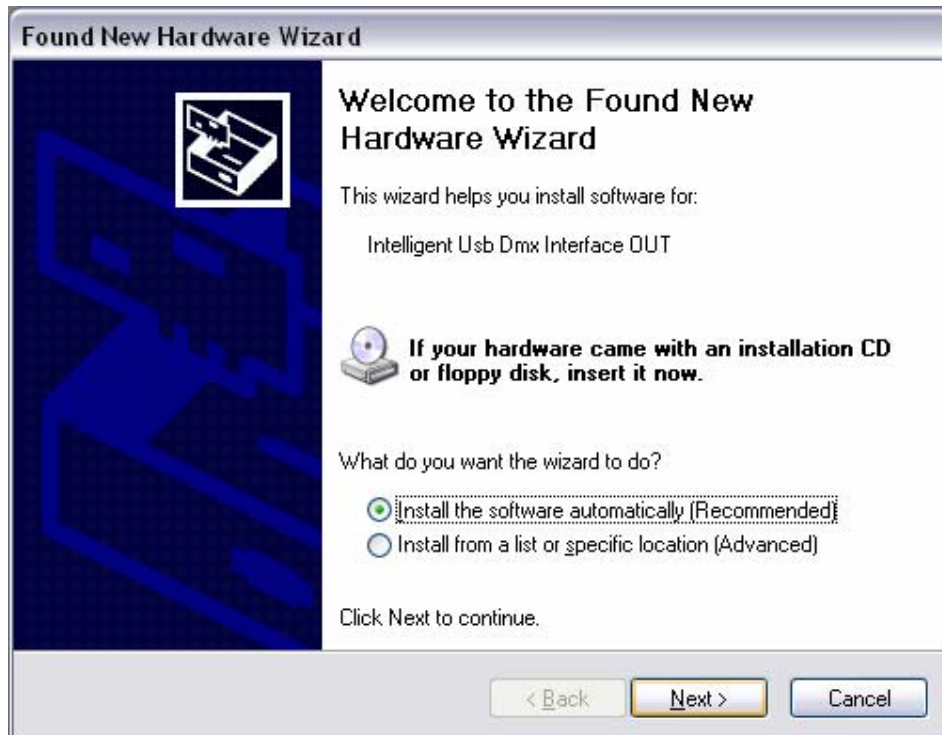 Found New Hardware Wizard
Welcome to the Found New
Hardware Wizard
This wizard helps you install software for:
Intelligent Usb Dmx Interface OUT
If your hardware came with an installation CD
or floppy disk, insert it now.
What do you want the wizard to do?
Install the software automatically (Recommended)
Install from a list or specific location (Advanced)
Click Next to continue.
< Back Next > Cancel